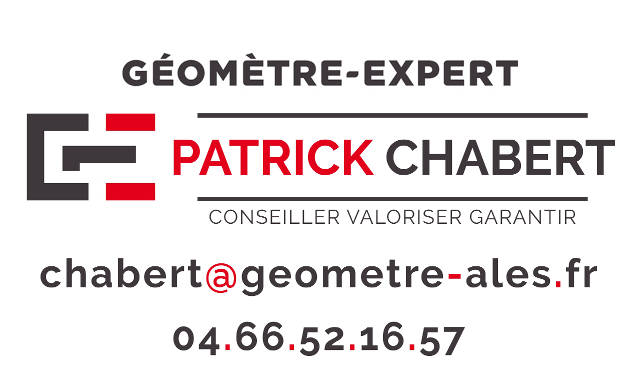 GÉOMÈTRE-EXPERT
PATRICK CHABERT
CONSEILLER VALORISER GARANTIR
chabert@geometre-ales.fr
04.66.52.16.57